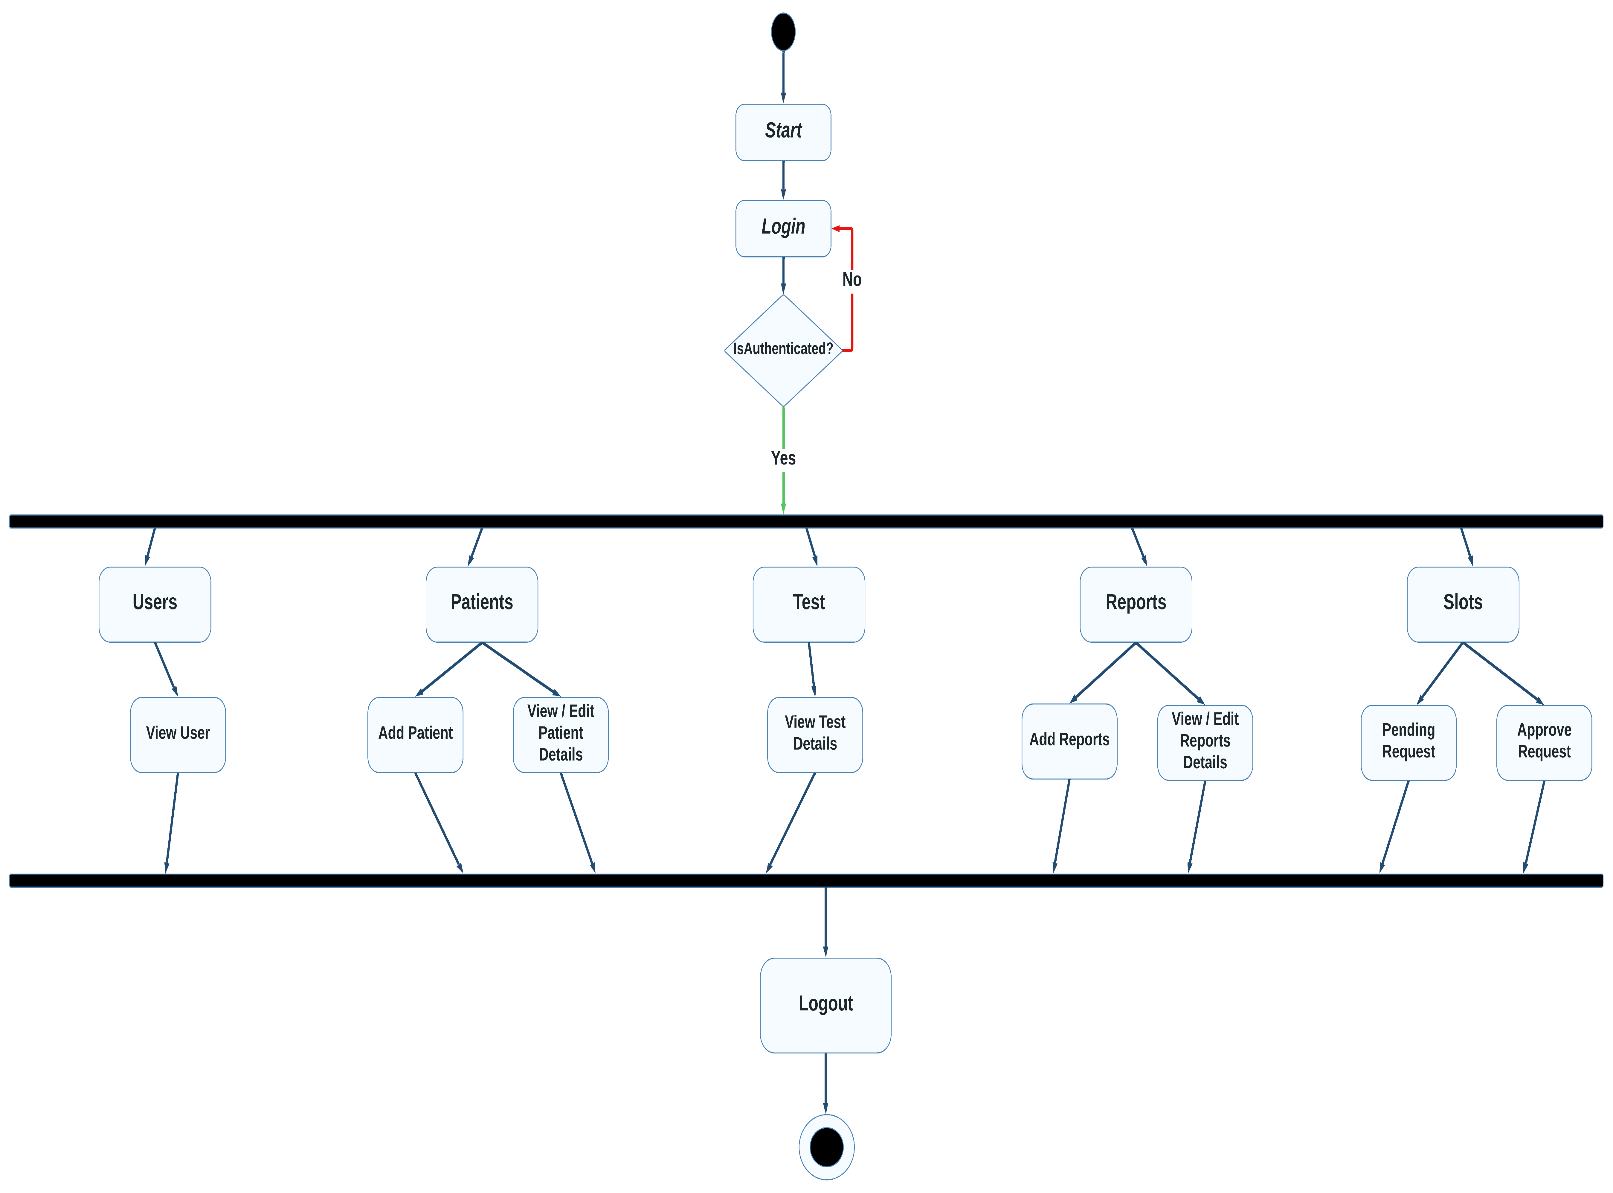 Start
Login
No
IsAuthenticated?
Yes
Users
Patients
Test
Reports
Slots
View User
Add Patient
View / Edit
Patient
Details
View Test
Details
Add Reports
View / Edit
Reports
Details
Pending
Request
Approve
Request
Logout